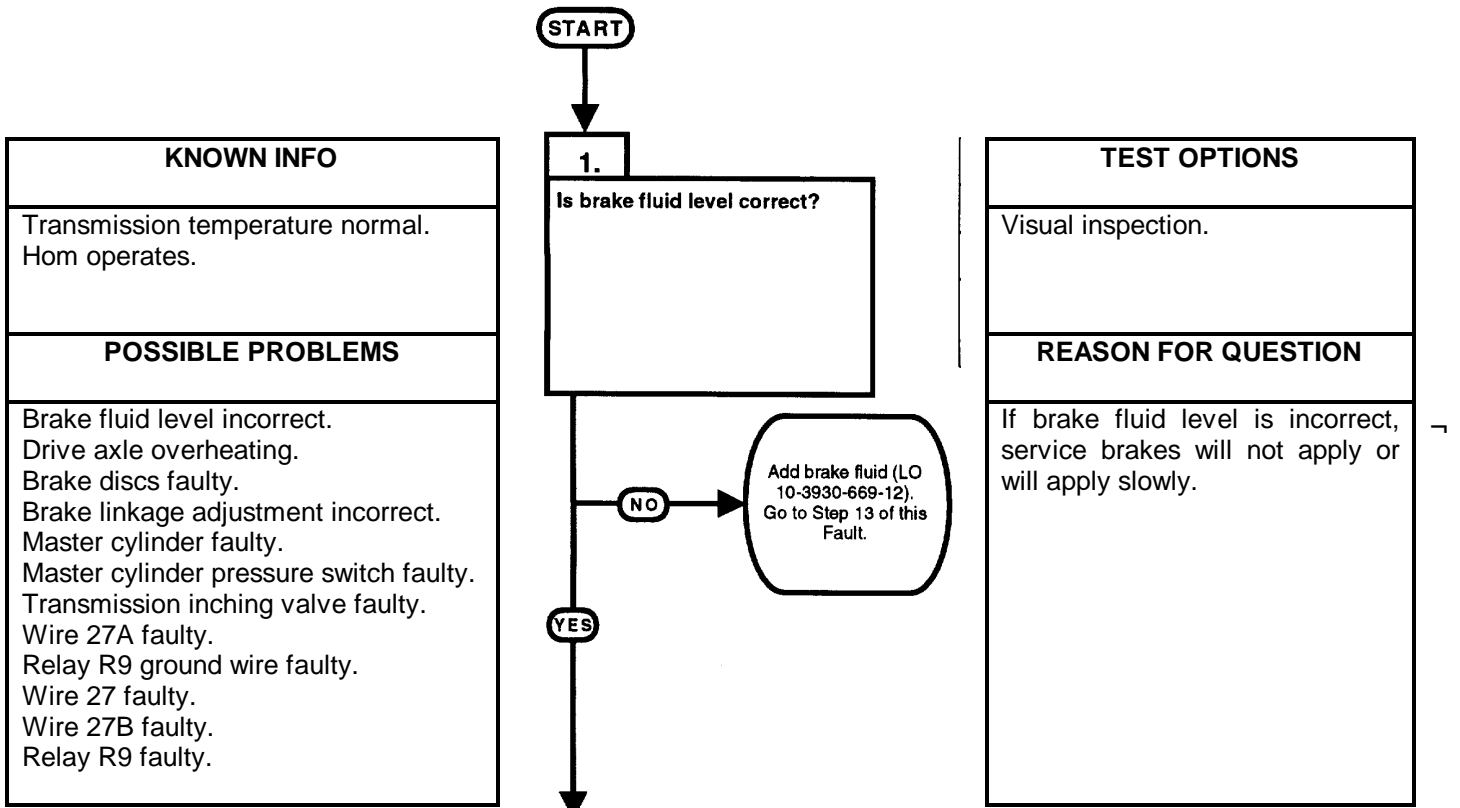 START
KNOWN INFO
Transmission temperature normal.
Hom operates.
POSSIBLE PROBLEMS
Brake fluid level incorrect.
Drive axle overheating.
Brake discs faulty.
Brake linkage adjustment incorrect.
Master cylinder faulty.
Master cylinder pressure switch faulty.
Transmission inching valve faulty.
Wire 27A faulty.
Relay R9 ground wire faulty.
Wire 27 faulty.
Wire 27B faulty.
Relay R9 faulty.
1.
Is brake fluid level correct?
NO
Add brake fluid (LO
10-3930-669-12).
Go to Step 13 of this
Fault.
YES
TEST OPTIONS
Visual inspection.
REASON FOR QUESTION
If brake fluid level is incorrect,
service brakes will not apply or
will apply slowly.
¬